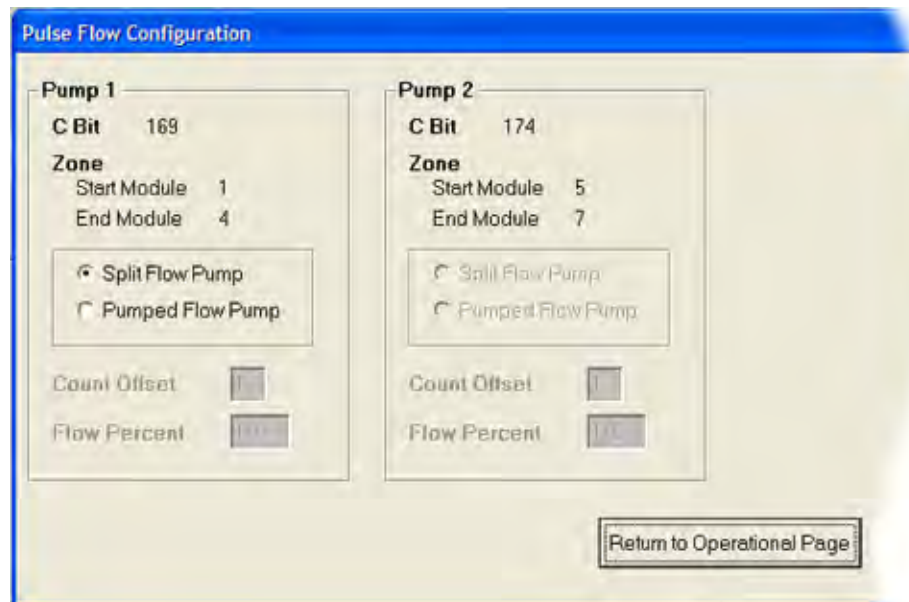 Pulse Flow Configuration
Pump 1
C Bit 169
Zone
Start Module 1
End Module 4
Split Flow Pump
Pumped Flow Pump
Count Offset
Flow Percent
Pump 2
C Bit 174
Zone
Start Module 5
End Module 7
Split Flow Pump
Pumped Flow Pump
Count Offset
Flow Percent
Return to Operational Page